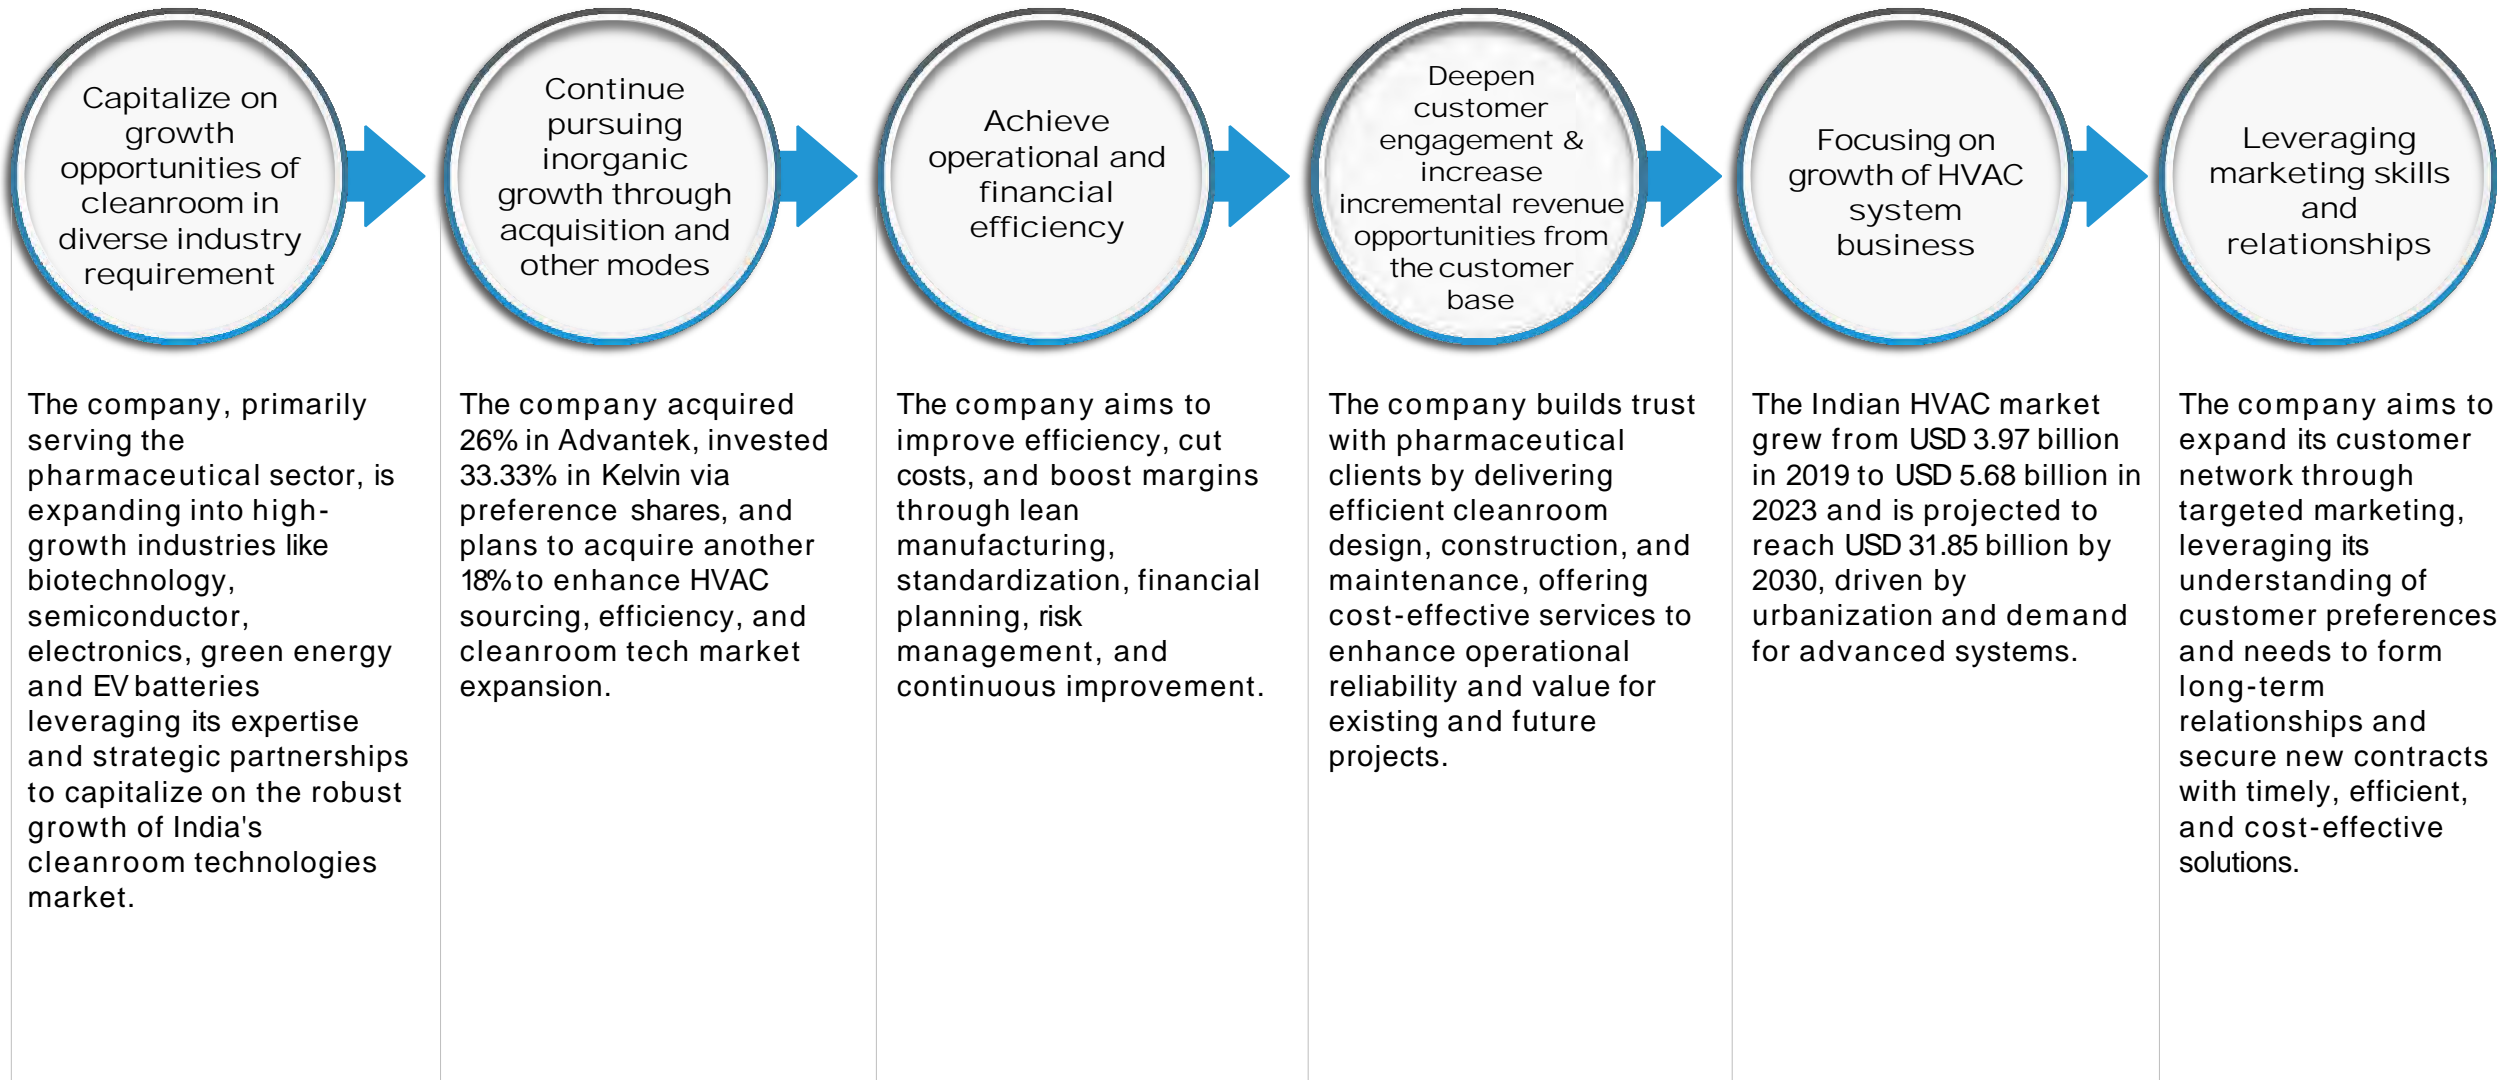 Capitalize on
growth
opportunities of
cleanroom in
diverse industry
requirement
The company, primarily
serving the
pharmaceutical sector, is
expanding into high-
growth industries like
biotechnology,
semiconductor,
electronics, green energy
and EV batteries
leveraging its expertise
and strategic partnerships
to capitalize on the robust
growth of India's
cleanroom technologies
market.
Continue
pursuing
inorganic
growth through
acquisition and
other modes
The company acquired
26% in Advantek, invested
33.33% in Kelvin via
preference shares, and
plans to acquire another
18% to enhance HVAC
sourcing, efficiency, and
cleanroom tech market
expansion.
Achieve
operational and
financial
efficiency
The company aims to
improve efficiency, cut
costs, and boost margins
through lean
manufacturing,
standardization, financial
planning, risk
management, and
continuous improvement.
Deepen
customer
engagement &
increase
incremental revenue
opportunities from
the customer
base
The company builds trust
with pharmaceutical
clients by delivering
efficient cleanroom
design, construction, and
maintenance, offering
cost-effective services to
enhance operational
reliability and value for
existing and future
projects.
Focusing on
growth of HVAC
system
business
The Indian HVAC market
grew from USD 3.97 billion
in 2019 to USD 5.68 billion in
2023 and is projected to
reach USD 31.85 billion by
2030, driven by
urbanization and demand
for advanced systems.
Leveraging
marketing skills
and
relationships
The company aims to
expand its customer
network through
targeted marketing,
leveraging its
understanding of
customer preferences
and needs to form
long-term
relationships and
secure new contracts
with timely, efficient,
and cost-effective
solutions.